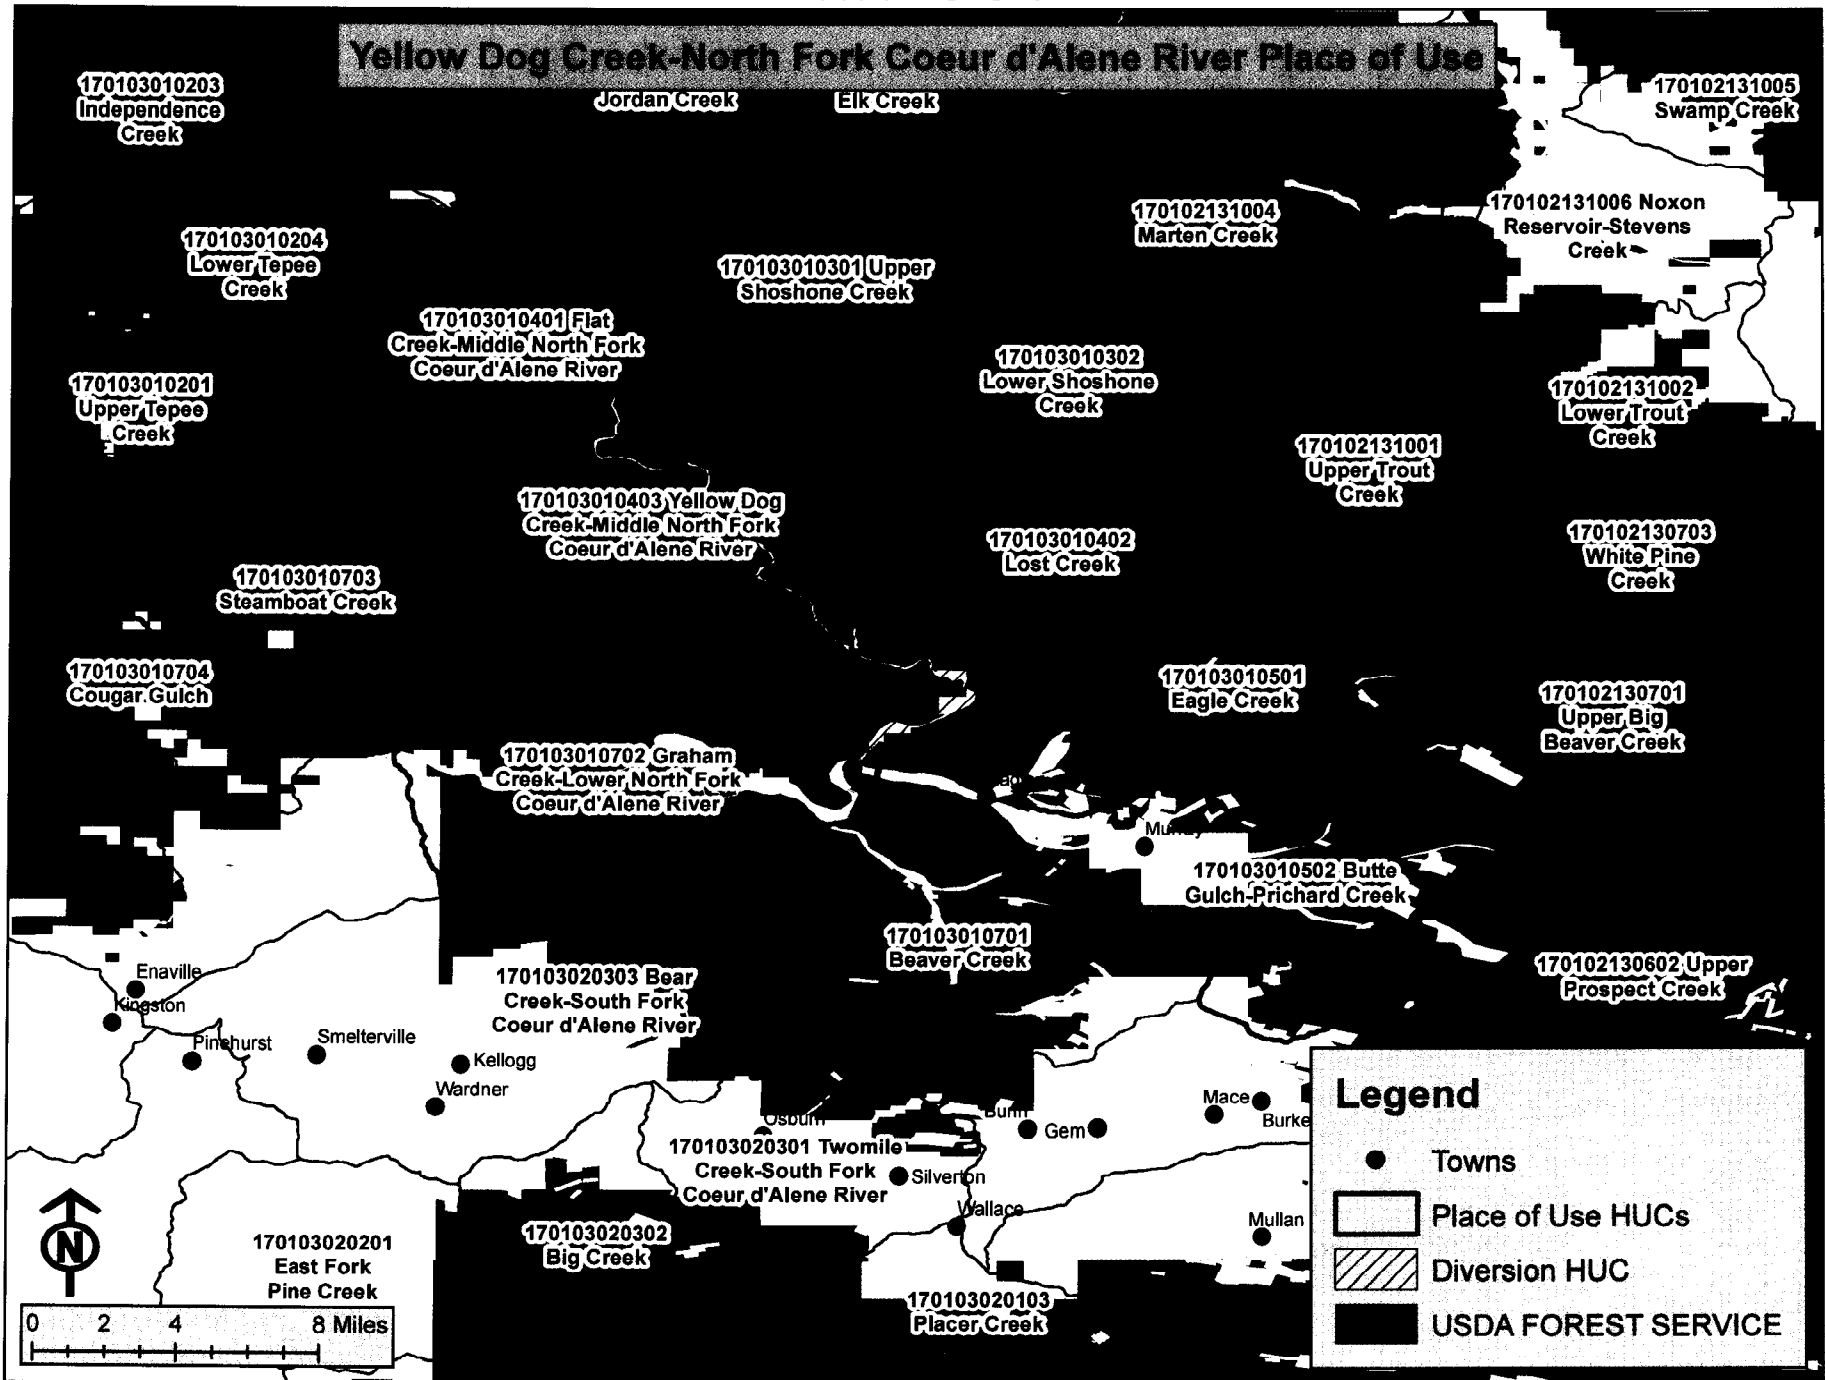 Yellow Dog Creek-North Fork Coeur d'Alene River Place of Use
170103010203
Independence
Creek
Jordan Creek
Elk Creek
170102131005
Swamp Creek
170103010204
Lower Tepee
Creek
170103010301 Upper
Shoshone Creek
170102131004
Marten Creek
170102131006 Noxon
Reservoir-Stevens
Creek
170103010401 Flat
Creek-Middle North Fork
Coeur d'Alene River
170103010302
Lower Shoshone
Creek
170103010201
Upper Tepee
Creek
170102131002
Lower Trout
Creek
170102131001
Upper Trout
Creek
170103010403 Yellow Dog
Creek-Middle North Fork
Coeur d'Alene River
170103010402
Lost Creek
170102130703
White Pine
Creek
170103010703
Steamboat Creek
170103010704
Cougar Gulch
170103010501
Eagle Creek
170102130701
Upper Big
Beaver Creek
170103010702 Graham
Creek-Lower North Fork
Coeur d'Alene River
Murray
170103010502 Butte
Gulch-Prichard Creek
170103010701
Beaver Creek
170102130602 Upper
Prospect Creek
Enaville
Kingston
170103020303 Bear
Creek-South Fork
Coeur d'Alene River
Pinehurst
Smelterville
Kellogg
Wardner
Osburn
Bunn
Gem
Mace
Burke
170103020301 Twomile
Creek-South Fork
Coeur d'Alene River
Silverton
Wallace
Mullan
170103020302
Big Creek
170103020201
East Fork
Pine Creek
170103020103
Placer Creek
N
0 2 4 8 Miles
Legend
Towns
Place of Use HUCs
Diversion HUC
USDA FOREST SERVICE